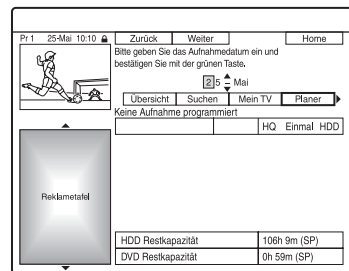 Pr 1 25-Mai 10:10
Zurück Weiter Home
Bitte geben Sie das Aufnahmedatum ein und
bestätigen Sie mit der grünen Taste.
25 Mai
Übersicht Suchen Mein TV Planer
Keine Aufnahme programmiert
HQ Einmal HDD
Reklametafel
HDD Restkapazität 106h 9m (SP)
DVD Restkapazität 0h 59m (SP)